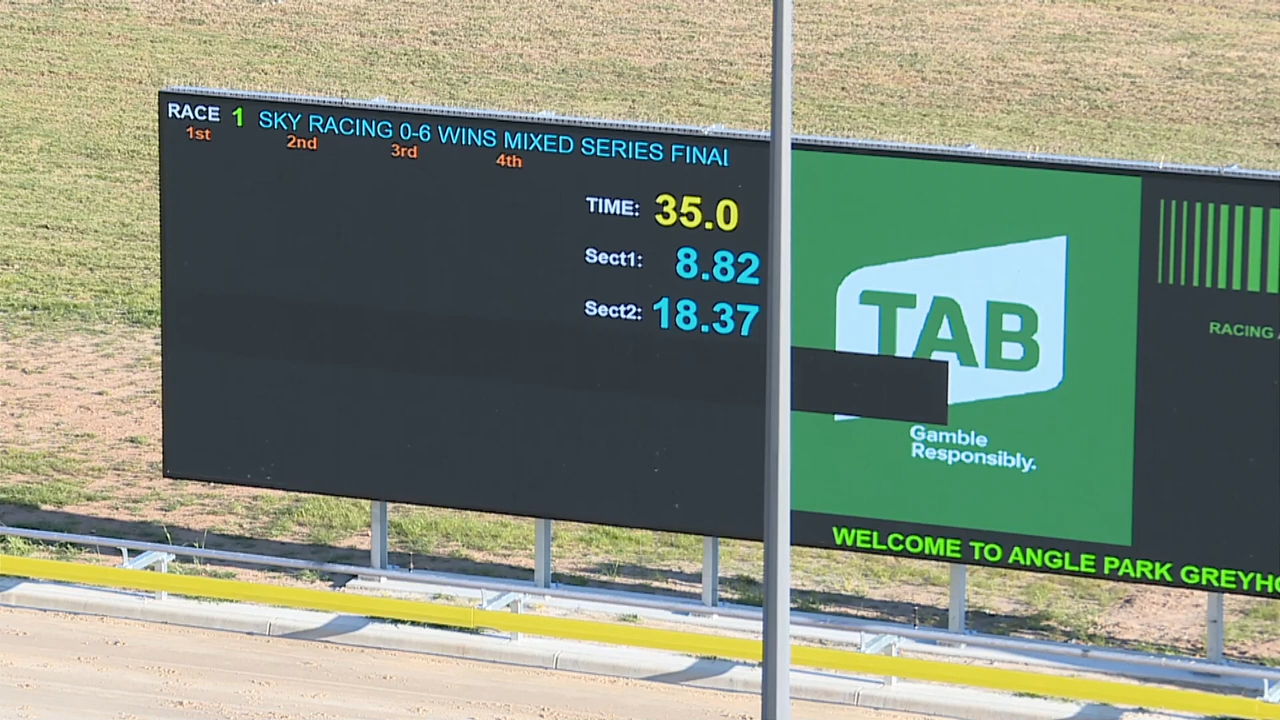 RACE 1 SKY RACING 0-6 WINS MIXED SERIES FINAL
1st 2nd 3rd 4th
TIME: 35.0
Sect1: 8.82
Sect2: 18.37
TAB
Gamble
Responsibly.
RACING
WELCOME TO ANGLE PARK GREYHO